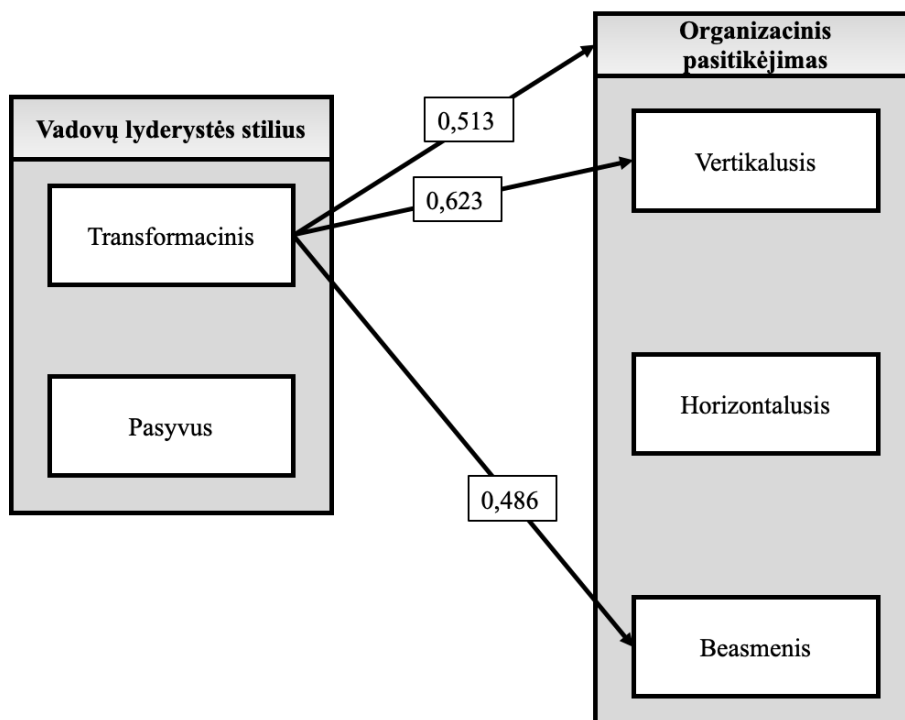 Organizacinis
pasitikėjimas
Vadovų lyderystės stilius
0,513
Vertikalusis
0,623
Transformacinis
Horizontalusis
Pasyvus
0,486
Beasmenis